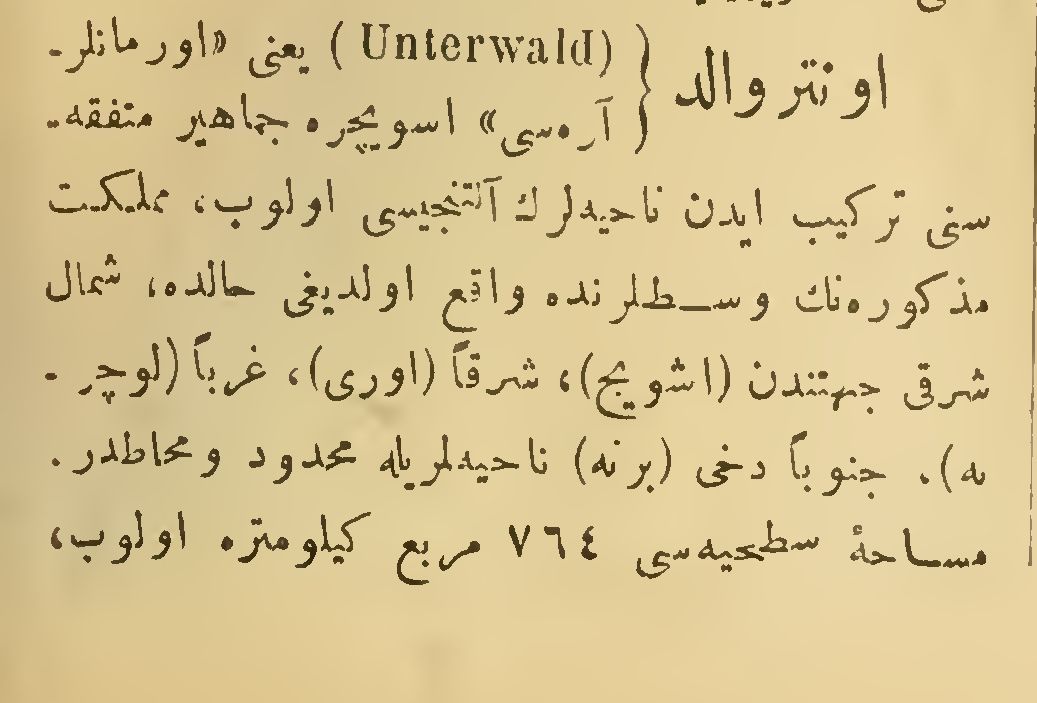 اونتروالد { (Unterwald) يعنى «اورمانلر-
آره‌سى» اسويچره جماهير متفقه-
سنى تركيب ايدن ناحيه‌لرك آلتنجيسى اولوب، مملكت
مذكوره‌نك وسطلرنده واقع اولديغى حالده، شمال
شرقى جهتندن (اشويج)، شرقاً (اورى)، غرباً (لوچر-
نه). جنوباً دخى (برنه) ناحيه‌لريله محدود ومحاطدر.
مساحهٔ سطحيه‌سى ٧٦٤ مربع كيلومتره اولوب،